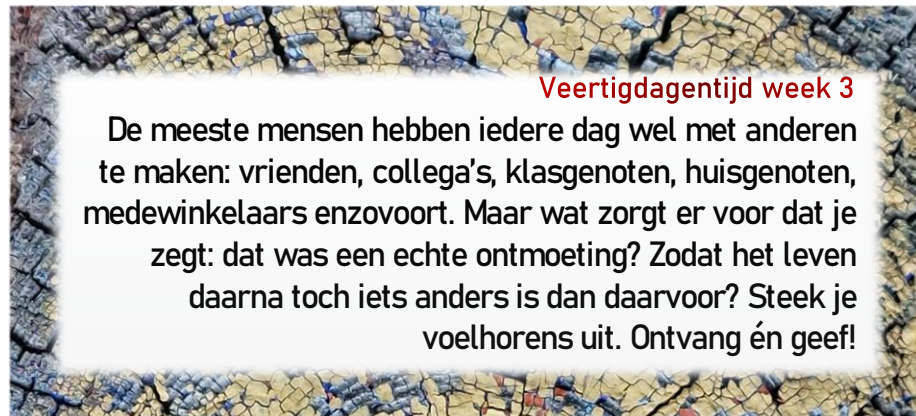 Veertigdagentijd week 3
De meeste mensen hebben iedere dag wel met anderen
te maken: vrienden, collega's, klasgenoten, huisgenoten,
medewinkelaars enzovoort. Maar wat zorgt er voor dat je
zegt: dat was een echte ontmoeting? Zodat het leven
daarna toch iets anders is dan daarvoor? Steek je
voelhorens uit. Ontvang én geef!